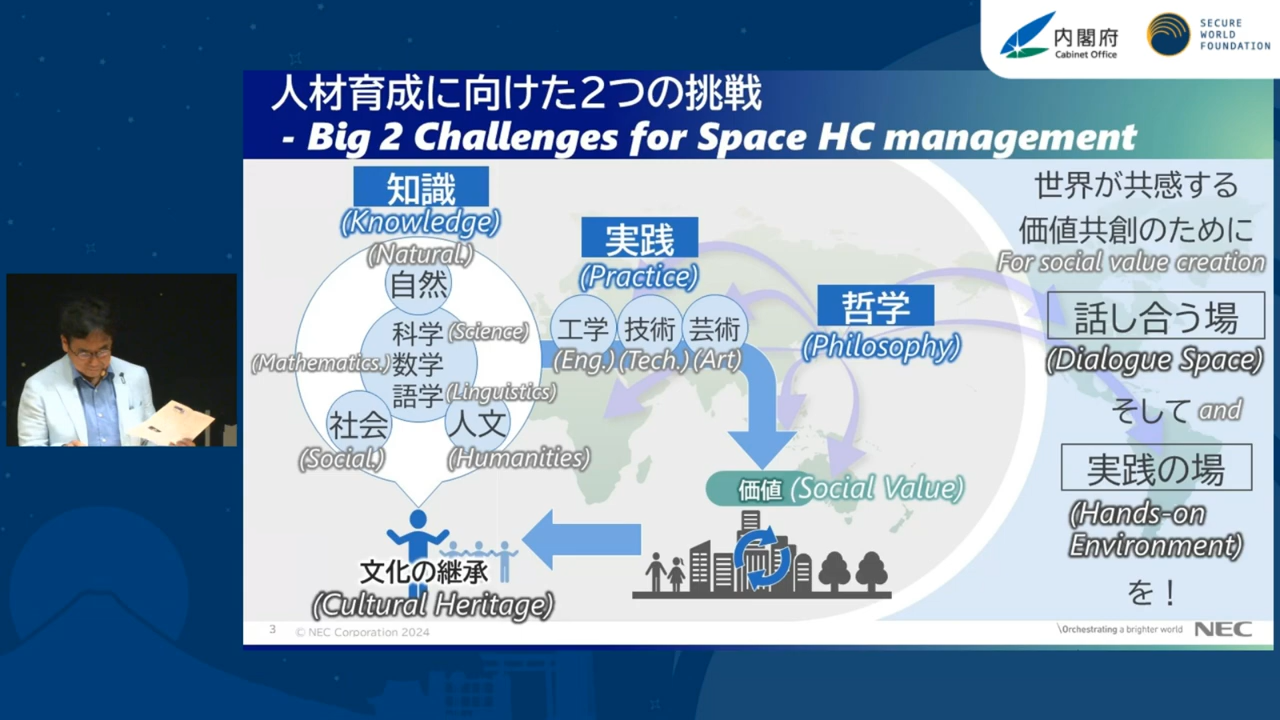 内閣府
Cabinet Office
SECURE
WORLD
FOUNDATION
人材育成に向けた2つの挑戦
- Big 2 Challenges for Space HC management
知識
(Knowledge)
(Natural.)
自然
科学 (Science)
(Mathematics.) 数学
語学 (Linguistics)
社会
(Social.)
人文
(Humanities)
実践
(Practice)
工学 技術 芸術
(Eng.) (Tech.) (Art)
哲学
(Philosophy)
価値 (Social Value)
文化の継承
(Cultural Heritage)
世界が共感する
価値共創のために
For social value creation
話し合う場
(Dialogue Space)
そして and
実践の場
(Hands-on
Environment)
を！
3 © NEC Corporation 2024
\Orchestrating a brighter world NEC